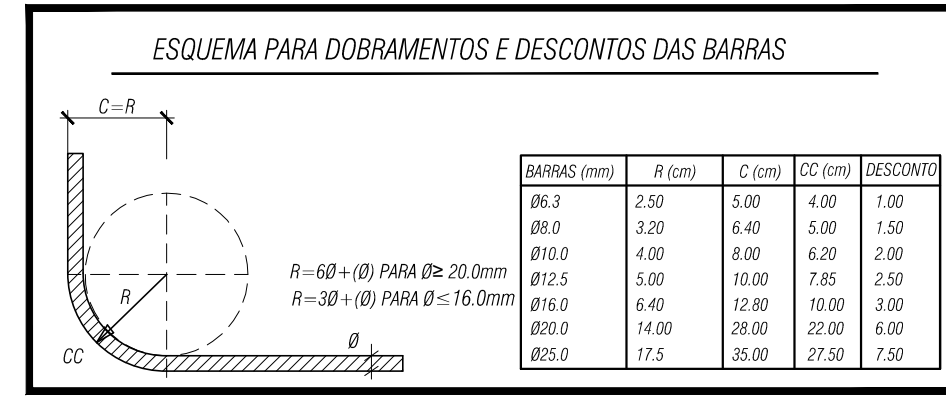 ESQUEMA PARA DOBRAMENTOS E DESCONTOS DAS BARRAS
C=R
R
CC
Ø
R=6Ø+(Ø) PARA Ø≥ 20.0mm
R=3Ø+(Ø) PARA Ø≤16.0mm
BARRAS (mm) R (cm) C (cm) CC (cm) DESCONTO
Ø6.3 2.50 5.00 4.00 1.00
Ø8.0 3.20 6.40 5.00 1.50
Ø10.0 4.00 8.00 6.20 2.00
Ø12.5 5.00 10.00 7.85 2.50
Ø16.0 6.40 12.80 10.00 3.00
Ø20.0 14.00 28.00 22.00 6.00
Ø25.0 17.5 35.00 27.50 7.50